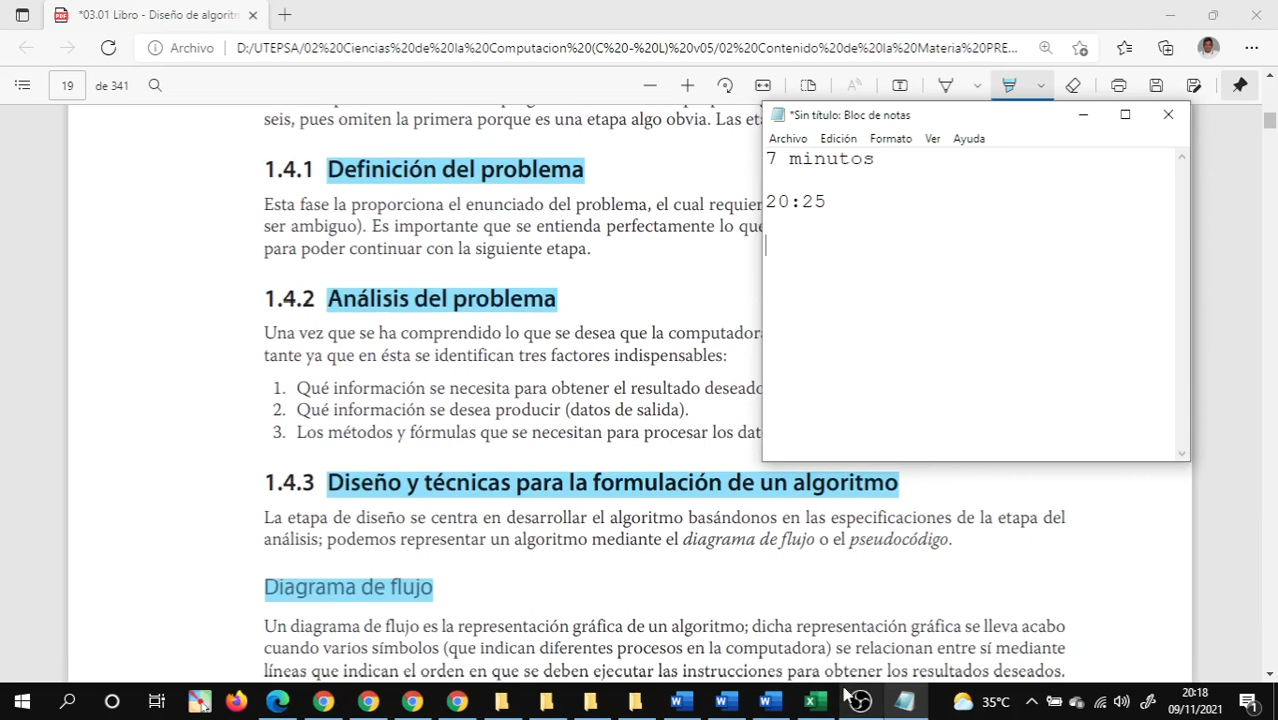 *03.01 Libro - Diseño de algoritm
Archivo D:/UTEPSA/02%20Ciencias%20de%20la%20Computacion%20(C%20-%20L)%20v05/02%20Contenido%20de%20la%20Materia%20PRE...
19 de 341
seis, pues omiten la primera porque es una etapa algo obvia. Las eta
1.4.1 Definición del problema
Esta fase la proporciona el enunciado del problema, el cual requier
ser ambiguo). Es importante que se entienda perfectamente lo que
para poder continuar con la siguiente etapa.
1.4.2 Análisis del problema
Una vez que se ha comprendido lo que se desea que la computadora
tante ya que en ésta se identifican tres factores indispensables:
1. Qué información se necesita para obtener el resultado deseado
2. Qué información se desea producir (datos de salida).
3. Los métodos y fórmulas que se necesitan para procesar los dat
*Sin título: Bloc de notas
Archivo Edición Formato Ver Ayuda
7 minutos
20:25
1.4.3 Diseño y técnicas para la formulación de un algoritmo
La etapa de diseño se centra en desarrollar el algoritmo basándonos en las especificaciones de la etapa del
análisis; podemos representar un algoritmo mediante el diagrama de flujo o el pseudocódigo.
Diagrama de flujo
Un diagrama de flujo es la representación gráfica de un algoritmo; dicha representación gráfica se lleva acabo
cuando varios símbolos (que indican diferentes procesos en la computadora) se relacionan entre sí mediante
líneas que indican el orden en que se deben ejecutar las instrucciones para obtener los resultados deseados.
35°C
20:18
09/11/2021